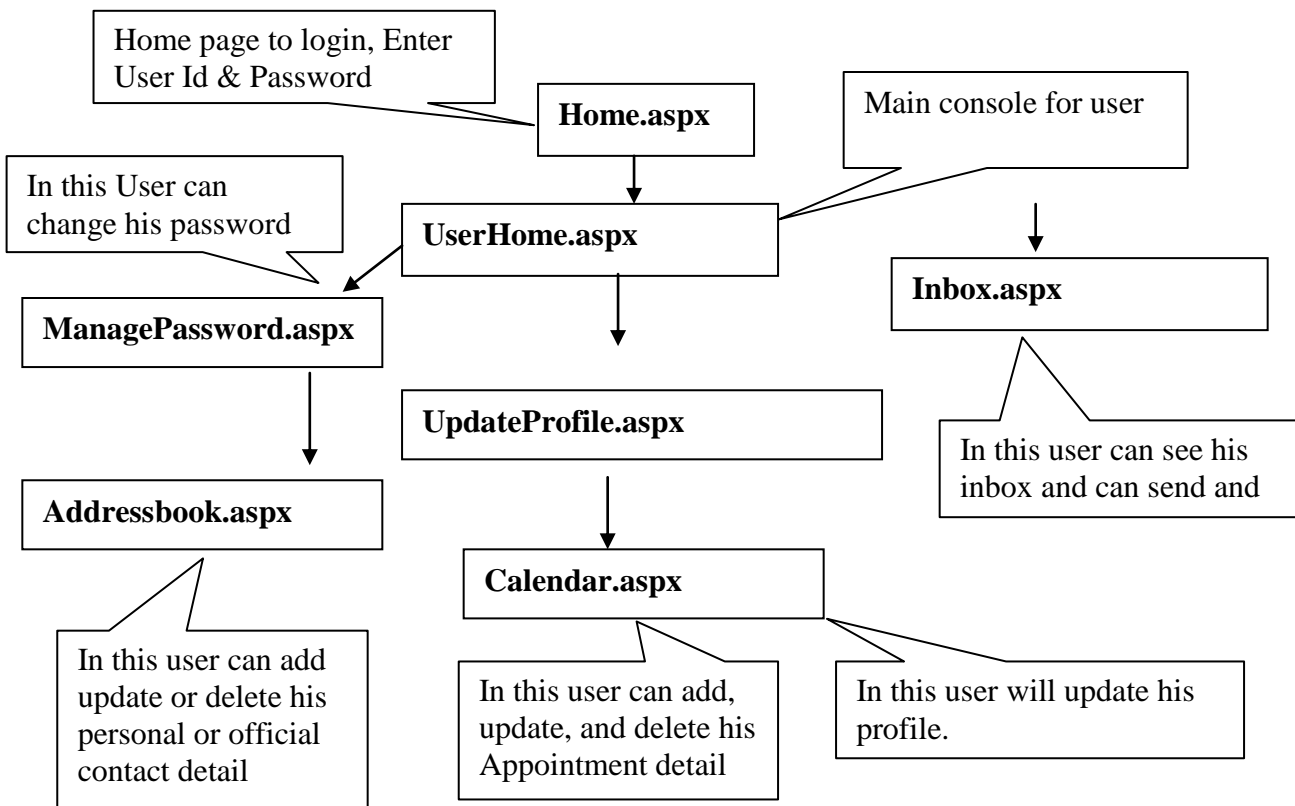 Home page to login, Enter
User Id & Password
Home.aspx
Main console for user
In this User can
change his password
UserHome.aspx
Inbox.aspx
ManagePassword.aspx
UpdateProfile.aspx
In this user can see his
inbox and can send and
Addressbook.aspx
Calendar.aspx
In this user can add
update or delete his
personal or official
contact detail
In this user can add,
update, and delete his
Appointment detail
In this user will update his
profile.